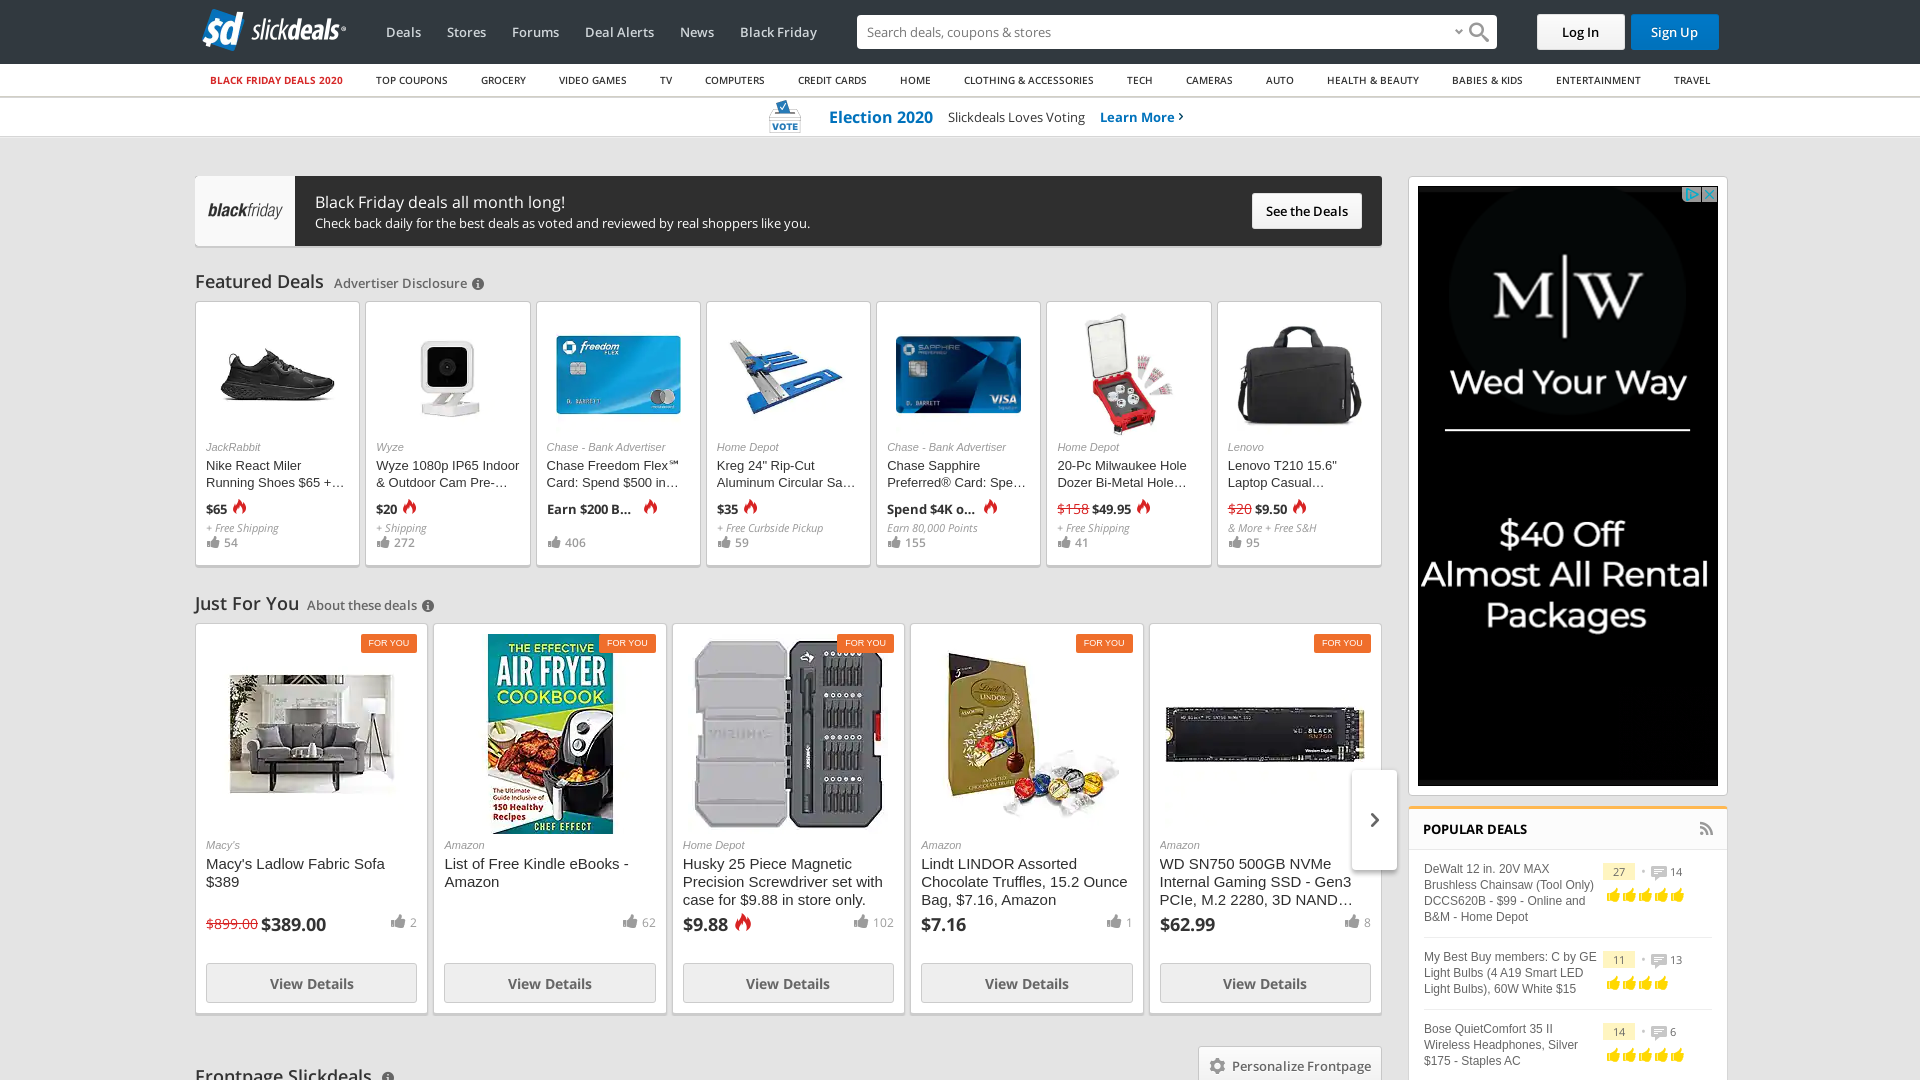 sd slickdeals
Deals Stores Forums Deal Alerts News Black Friday
Search deals, coupons & stores
Log In Sign Up
BLACK FRIDAY DEALS 2020 TOP COUPONS GROCERY VIDEO GAMES TV COMPUTERS CREDIT CARDS HOME CLOTHING & ACCESSORIES TECH CAMERAS AUTO HEALTH & BEAUTY BABIES & KIDS ENTERTAINMENT TRAVEL
VOTE Election 2020 Slickdeals Loves Voting Learn More
blackfriday
Black Friday deals all month long!
Check back daily for the best deals as voted and reviewed by real shoppers like you.
See the Deals
Featured Deals Advertiser Disclosure
JackRabbit
Nike React Miler
Running Shoes $65 +...
$65
+ Free Shipping
54
Wyze
Wyze 1080p IP65 Indoor
& Outdoor Cam Pre-...
$20
+ Shipping
272
freedom
FLEX
D. BARRETT
Chase - Bank Advertiser
Chase Freedom Flex℠
Card: Spend $500 in...
Earn $200 B...
406
Home Depot
Kreg 24" Rip-Cut
Aluminum Circular Sa...
$35
+ Free Curbside Pickup
59
SAPPHIRE
PREFERRED
D. BARRETT
VISA
Chase - Bank Advertiser
Chase Sapphire
Preferred® Card: Spe...
Spend $4K o...
Earn 80,000 Points
155
Home Depot
20-Pc Milwaukee Hole
Dozer Bi-Metal Hole...
$158 $49.95
+ Free Shipping
41
Lenovo
Lenovo T210 15.6"
Laptop Casual...
$20 $9.50
& More + Free S&H
95
Just For You About these deals
FOR YOU
Macy's
Macy's Ladlow Fabric Sofa
$389
$899.00 $389.00
2
View Details
FOR YOU
THE EFFECTIVE
AIR FRYER
COOKBOOK
The Ultimate
Guide Inclusive of
150 Healthy
Recipes
CHEF EFFECT
Amazon
List of Free Kindle eBooks -
Amazon
62
View Details
FOR YOU
Home Depot
Husky 25 Piece Magnetic
Precision Screwdriver set with
case for $9.88 in store only.
$9.88
102
View Details
FOR YOU
Lindt
LINDOR
Amazon
Lindt LINDOR Assorted
Chocolate Truffles, 15.2 Ounce
Bag, $7.16, Amazon
$7.16
1
View Details
FOR YOU
WD_BLACK
SN750
Western Digital
Amazon
WD SN750 500GB NVMe
Internal Gaming SSD - Gen3
PCIe, M.2 2280, 3D NAND...
$62.99
8
View Details
Frontpage Slickdeals
Personalize Frontpage
M|W
Wed Your Way
$40 Off
Almost All Rental
Packages
POPULAR DEALS
DeWalt 12 in. 20V MAX
Brushless Chainsaw (Tool Only)
DCCS620B - $99 - Online and
B&M - Home Depot
27 • 14
My Best Buy members: C by GE
Light Bulbs (4 A19 Smart LED
Light Bulbs), 60W White $15
11 • 13
Bose QuietComfort 35 II
Wireless Headphones, Silver
$175 - Staples AC
14 • 6